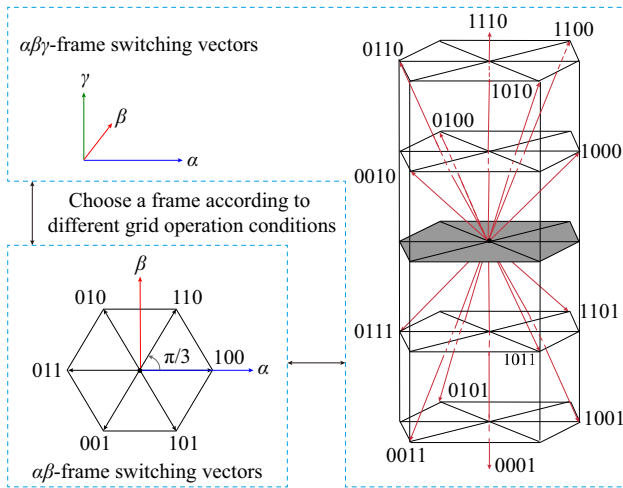 αβγ-frame switching vectors
γ
β
α
Choose a frame according to
different grid operation conditions
β
010
110
011
π/3
100
α
001
101
αβ-frame switching vectors
1110
1100
0110
1010
0100
1000
0010
1101
0111
1011
0101
1001
0011
0001